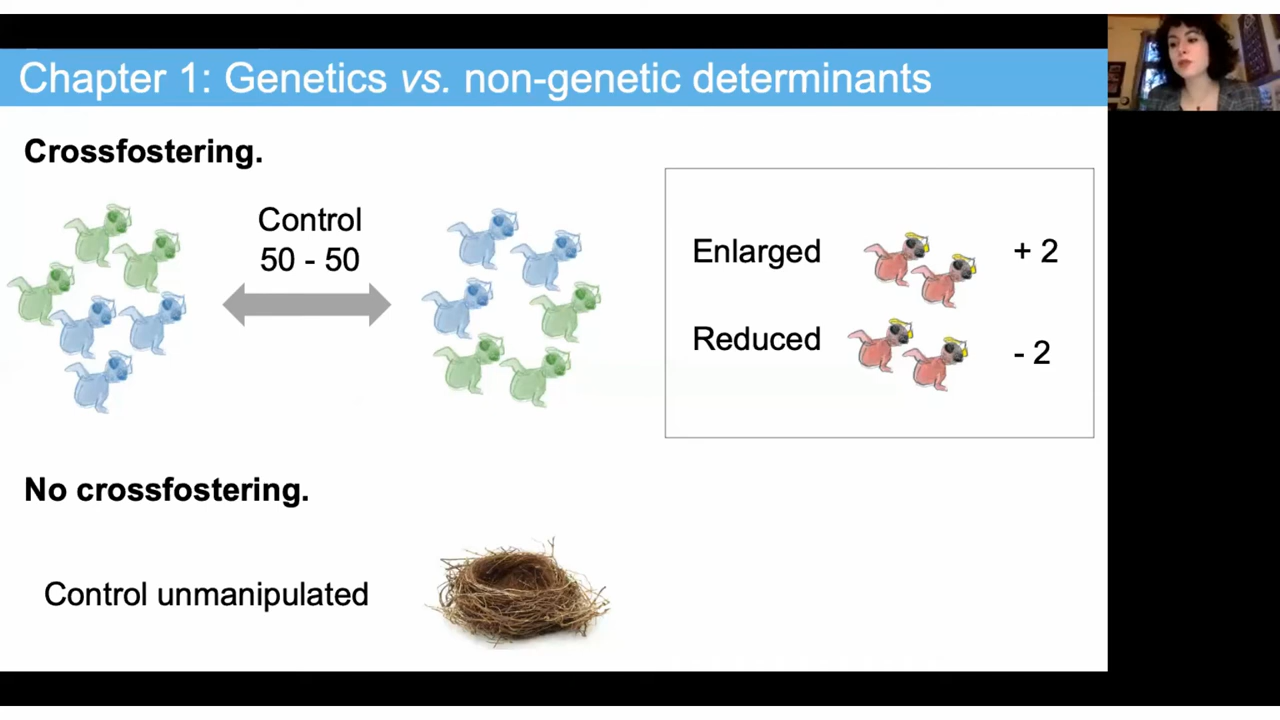 Chapter 1: Genetics vs. non-genetic determinants
Crossfostering.
Control
50 - 50
Enlarged + 2
Reduced - 2
No crossfostering.
Control unmanipulated